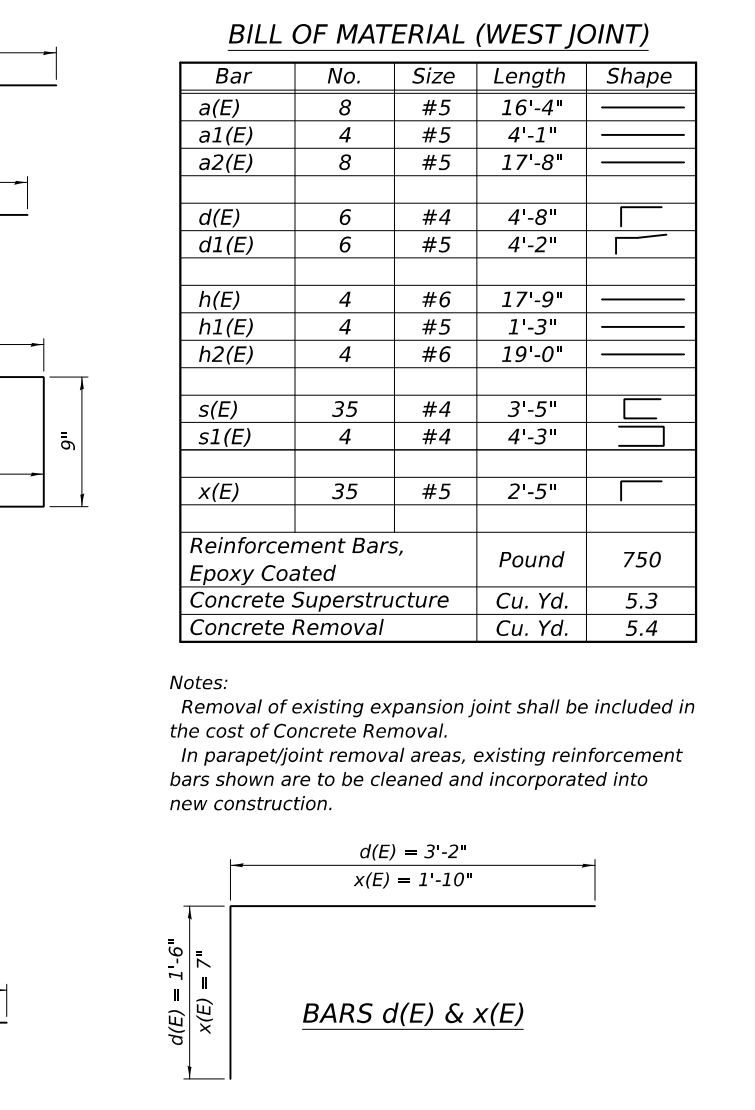 BILL OF MATERIAL (WEST JOINT)
Bar No. Size Length Shape
a(E) 8 #5 16'-4"
a1(E) 4 #5 4'-1"
a2(E) 8 #5 17'-8"
d(E) 6 #4 4'-8"
d1(E) 6 #5 4'-2"
h(E) 4 #6 17'-9"
h1(E) 4 #5 1'-3"
h2(E) 4 #6 19'-0"
s(E) 35 #4 3'-5"
s1(E) 4 #4 4'-3"
x(E) 35 #5 2'-5"
Reinforcement Bars,
Epoxy Coated Pound 750
Concrete Superstructure Cu. Yd. 5.3
Concrete Removal Cu. Yd. 5.4
9"
Notes:
Removal of existing expansion joint shall be included in
the cost of Concrete Removal.
In parapet/joint removal areas, existing reinforcement
bars shown are to be cleaned and incorporated into
new construction.
d(E) = 3'-2"
x(E) = 1'-10"
d(E) = 1'-6"
x(E) = 7"
BARS d(E) & x(E)